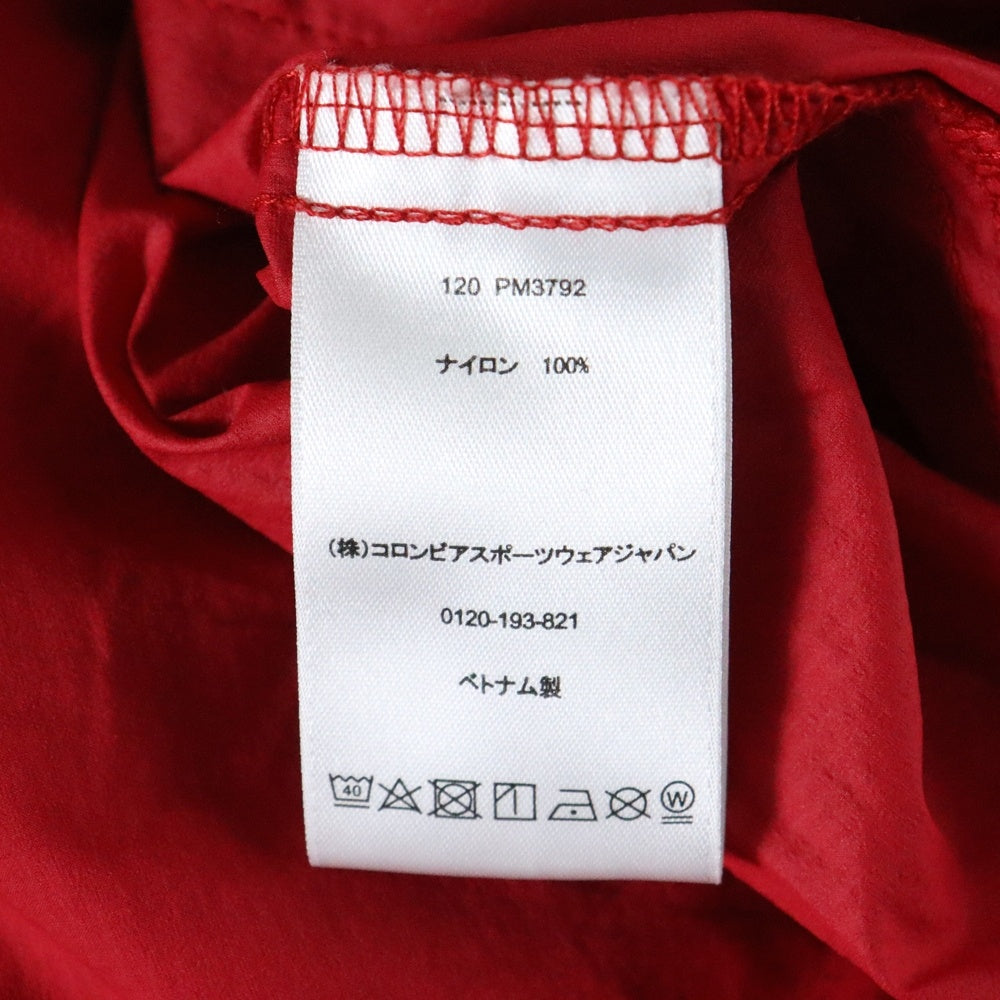 120 PM3792
ナイロン 100%
(株)コロンビアスポーツウェアジャパン
0120-193-821
ベトナム製
40 W